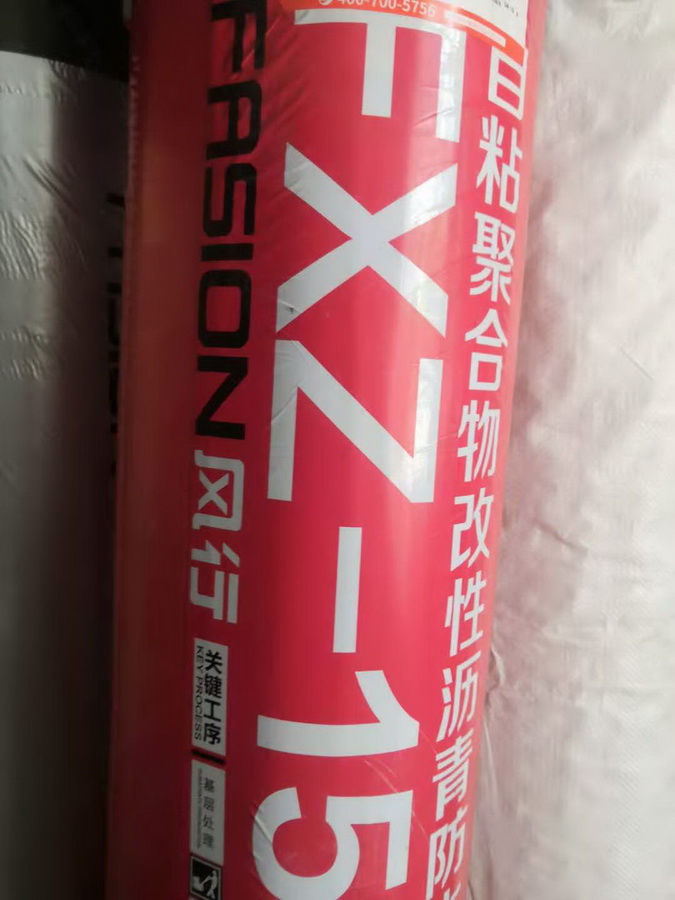 400-700-5756
FXZ-15
自粘聚合物改性沥青防
FASION 风行
关键工序
KEY PROCESS
基层处理